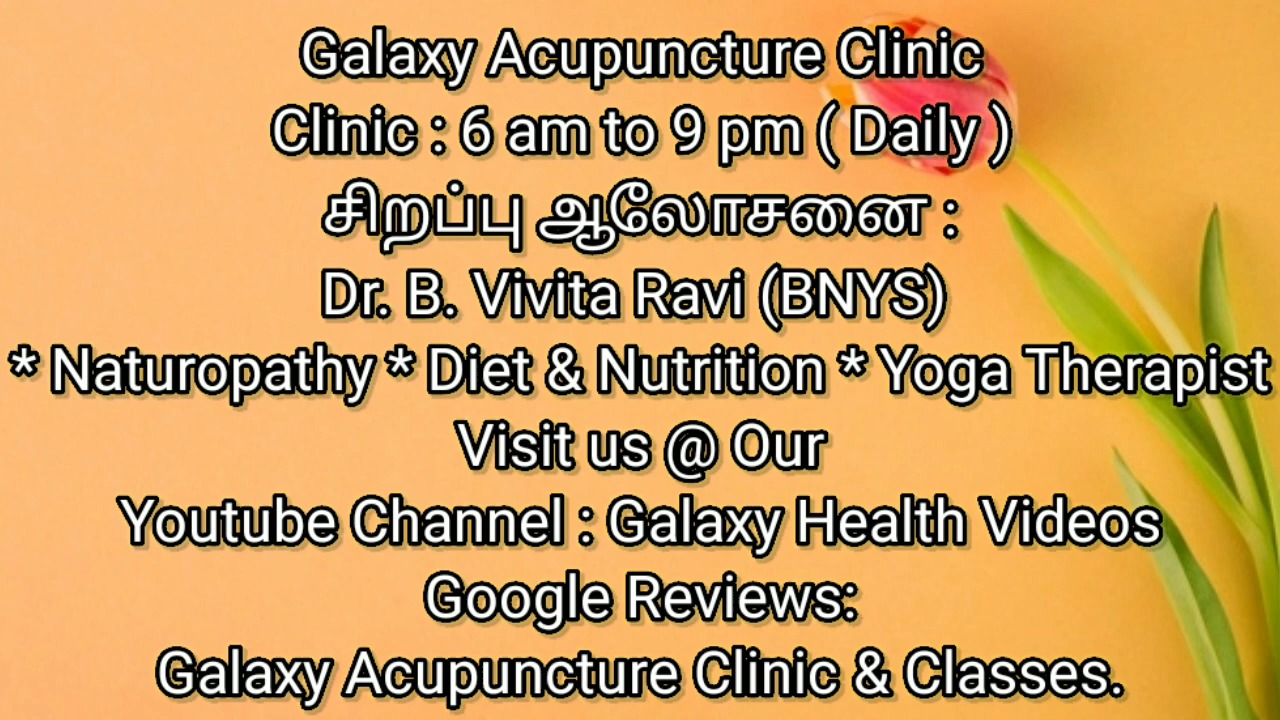 Galaxy Acupuncture Clinic
Clinic : 6 am to 9 pm ( Daily )
சிறப்பு ஆலோசனை :
Dr. B. Vivita Ravi (BNYS)
* Naturopathy * Diet & Nutrition * Yoga Therapist
Visit us @ Our
Youtube Channel : Galaxy Health Videos
Google Reviews:
Galaxy Acupuncture Clinic & Classes.